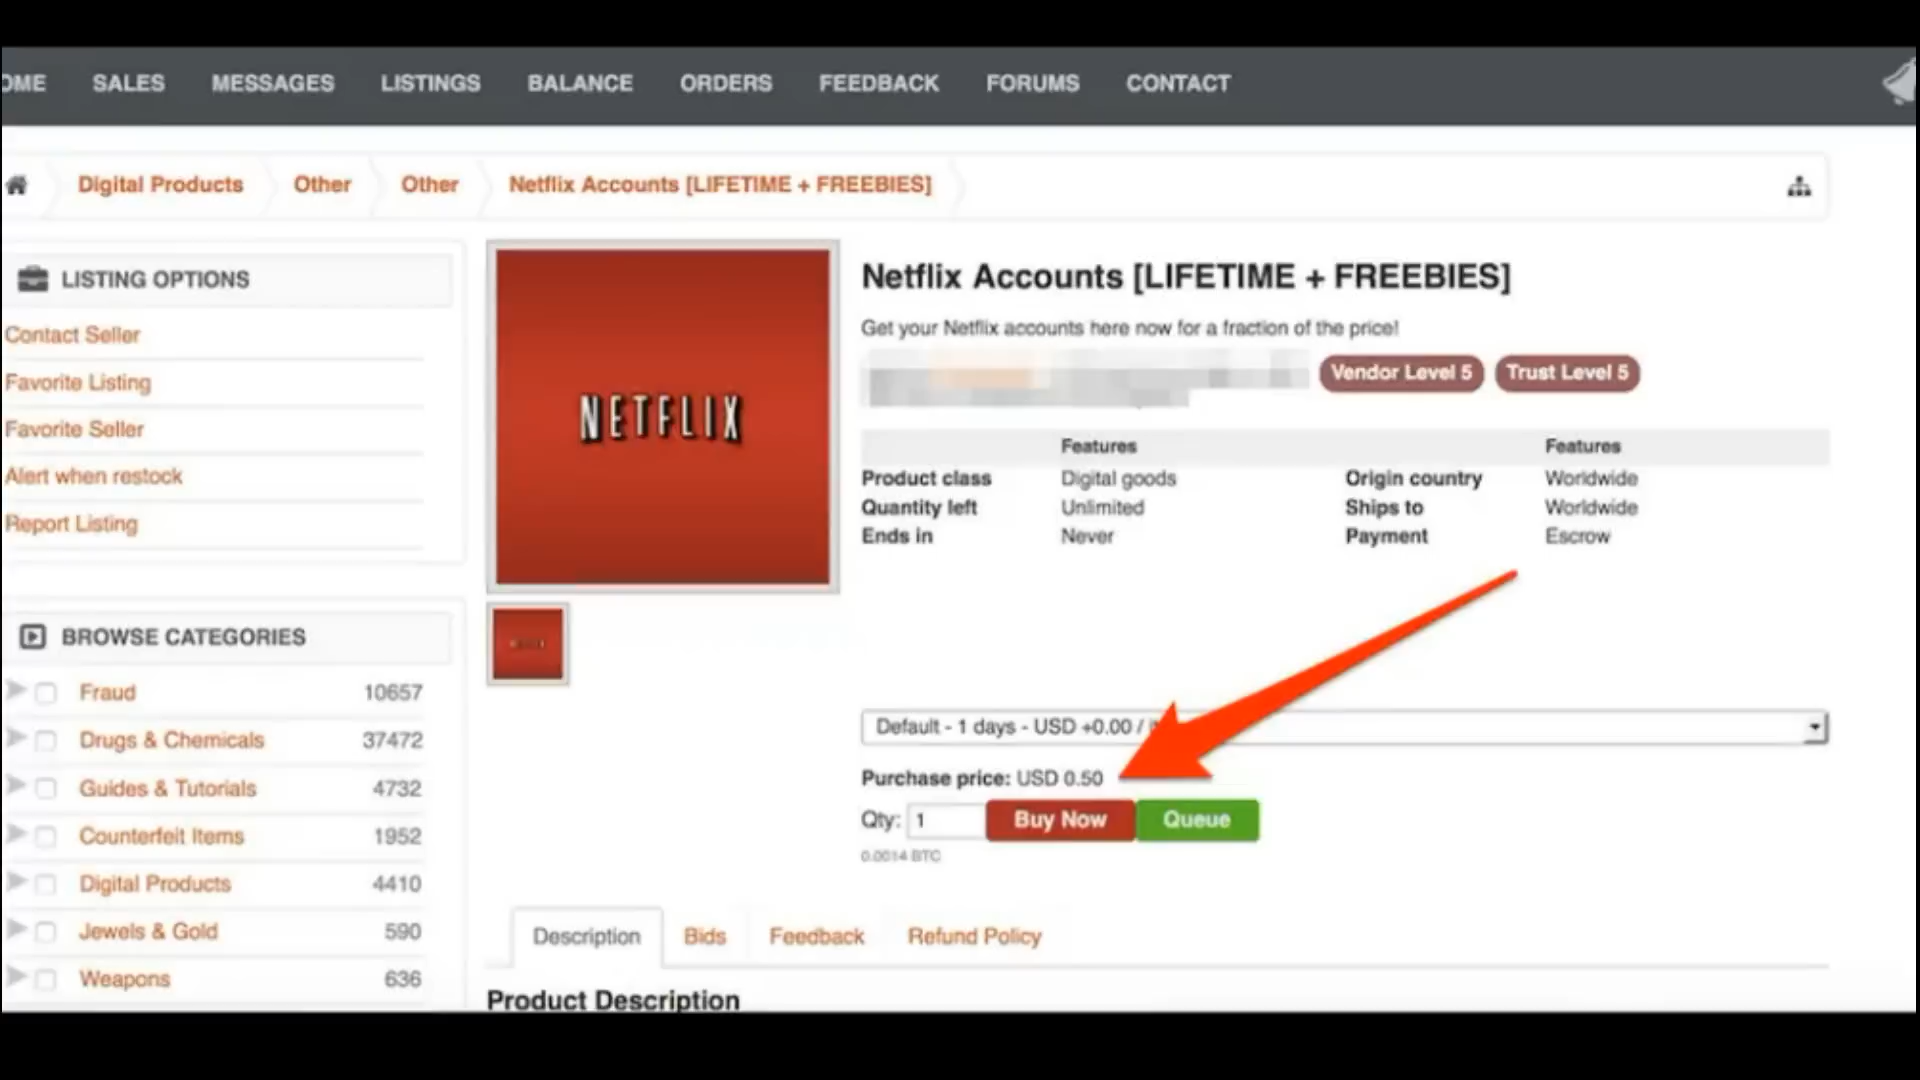 OME SALES MESSAGES LISTINGS BALANCE ORDERS FEEDBACK FORUMS CONTACT
Digital Products Other Other Netflix Accounts [LIFETIME + FREEBIES]
LISTING OPTIONS
Contact Seller
Favorite Listing
Favorite Seller
Alert when restock
Report Listing
BROWSE CATEGORIES
Fraud 10657
Drugs & Chemicals 37472
Guides & Tutorials 4732
Counterfeit Items 1952
Digital Products 4410
Jewels & Gold 590
Weapons 636
NETFLIX
Netflix Accounts [LIFETIME + FREEBIES]
Get your Netflix accounts here now for a fraction of the price!
Vendor Level 5 Trust Level 5
Features Features
Product class Digital goods Origin country Worldwide
Quantity left Unlimited Ships to Worldwide
Ends in Never Payment Escrow
Default - 1 days - USD +0.00 /
Purchase price: USD 0.50
Qty: 1 Buy Now Queue
0.0014 BTC
Description Bids Feedback Refund Policy
Product Description